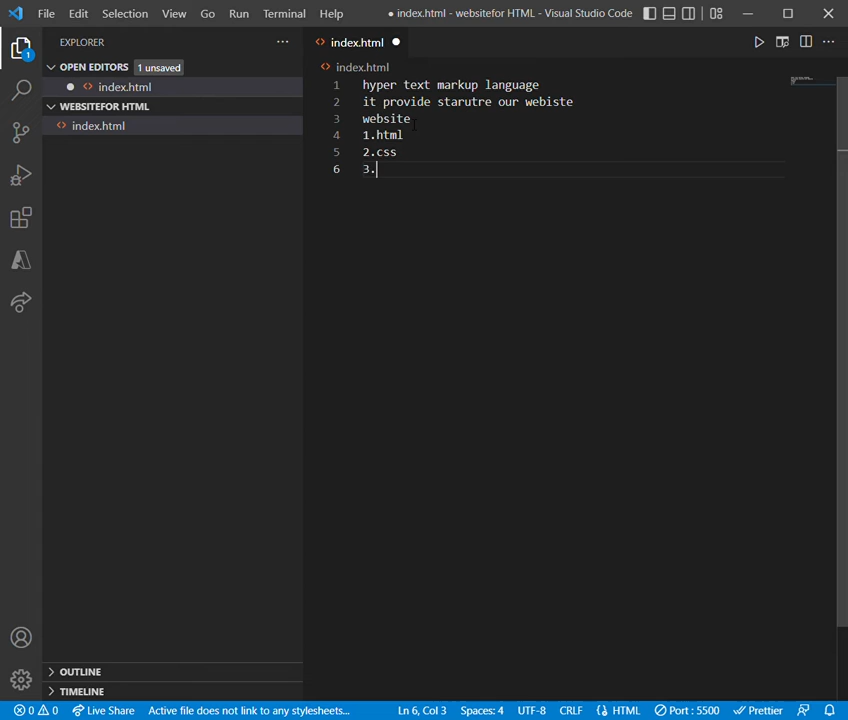 File Edit Selection View Go Run Terminal Help ● index.html - websitefor HTML - Visual Studio Code
EXPLORER
index.html
OPEN EDITORS 1 unsaved
index.html
index.html
WEBSITEFOR HTML
index.html
1 hyper text markup language
2 it provide starutre our webiste
3 website
4 1.html
5 2.css
6 3.
1
OUTLINE
TIMELINE
0 0 Live Share Active file does not link to any stylesheets... Ln 6, Col 3 Spaces: 4 UTF-8 CRLF HTML Port : 5500 Prettier